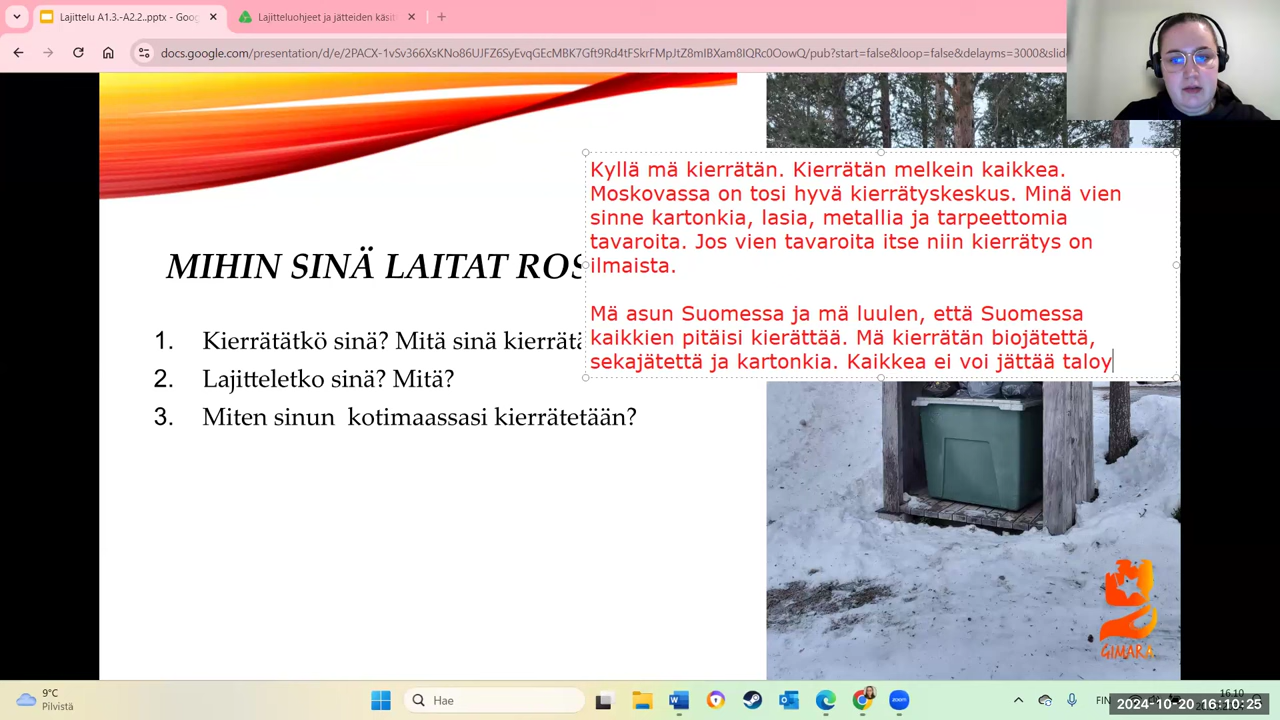 Lajittelu A1.3.-A2.2..pptx - Goo
Lajitteluohjeet ja jätteiden käsit
docs.google.com/presentation/d/e/2PACX-1vSv366XsKNo86UJFZ6SyEvqGEcMBK7Gft9Rd4tFSkrFMpJtZ8mIBXam8IQRc0OowQ/pub?start=false&loop=false&delayms=3000&slid
Kyllä mä kierrätän. Kierrätän melkein kaikkea.
Moskovassa on tosi hyvä kierrätyskeskus. Minä vien
sinne kartonkia, lasia, metallia ja tarpeettomia
tavaroita. Jos vien tavaroita itse niin kierrätys on
ilmaista.
Mä asun Suomessa ja mä luulen, että Suomessa
kaikkien pitäisi kierättää. Mä kierrätän biojätettä,
sekajätettä ja kartonkia. Kaikkea ei voi jättää taloy
MIHIN SINÄ LAITAT ROS
1. Kierrätätkö sinä? Mitä sinä kierrätä
2. Lajitteletko sinä? Mitä?
3. Miten sinun kotimaassasi kierrätetään?
GIMARA
9°C
Pilvistä
Hae
FIN
16.10
2024-10-20 16:10:25